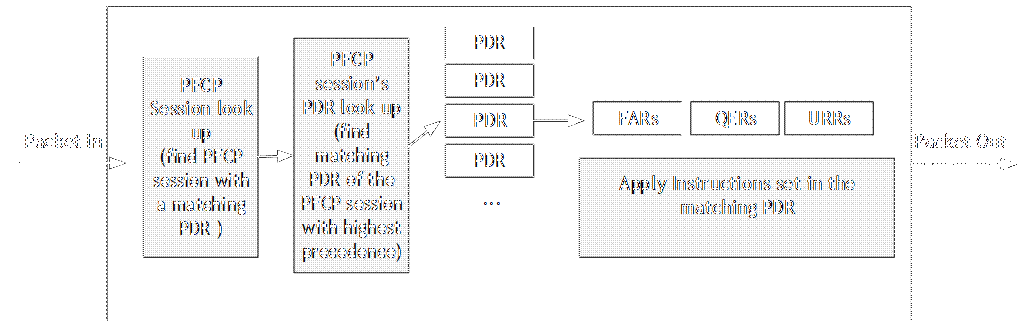 Packet In
PFCP
Session look
up
(find PFCP
session with
a matching
PDR )
PFCP
session's
PDR look up
(find
matching
PDR of the
PFCP session
with highest
precedence)
PDR
PDR
PDR
PDR
...
FARs
QERs
URRs
Apply Instructions set in the
matching PDR
Packet Out